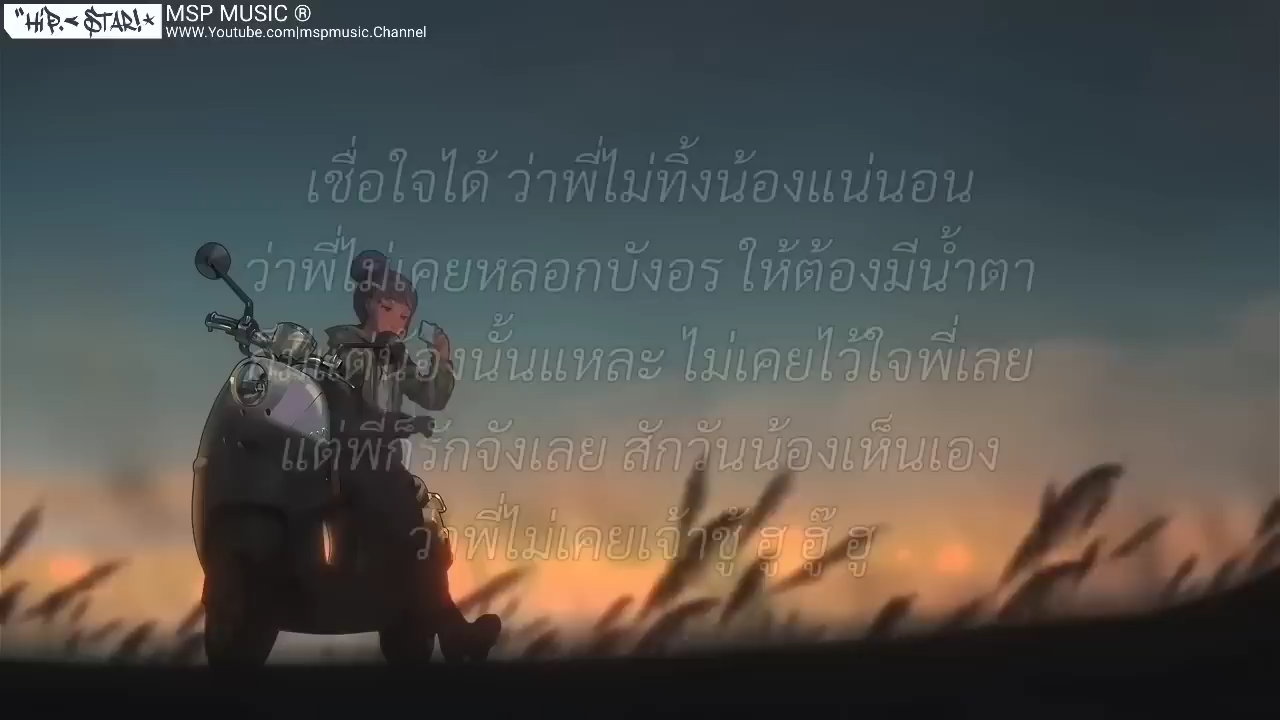 "HIP.< STAR!*
MSP MUSIC ®
www.Youtube.com|mspmusic.Channel
เชื่อใจได้ ว่าพี่ไม่ทิ้งน้องแน่นอน
ว่าพี่ไม่เคยหลอกบังอร ให้ต้องมีน้ำตา
น้องนั้นแหละ ไม่เคยไว้ใจพี่เลย
แต่พี่ก็รักจังเลย สักวันน้องเห็นเอง
ว่าพี่ไม่เคยเจ้าชู้ ฮู ฮู๊ ฮู